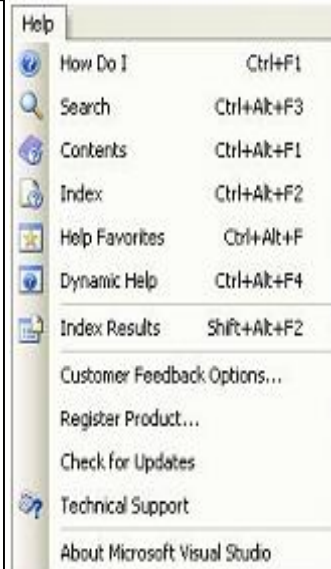 Help
How Do I Ctrl+F1
Search Ctrl+Alt+F3
Contents Ctrl+Alt+F1
Index Ctrl+Alt+F2
Help Favorites Ctrl+Alt+F
Dynamic Help Ctrl+Alt+F4
Index Results Shift+Alt+F2
Customer Feedback Options...
Register Product...
Check for Updates
Technical Support
About Microsoft Visual Studio